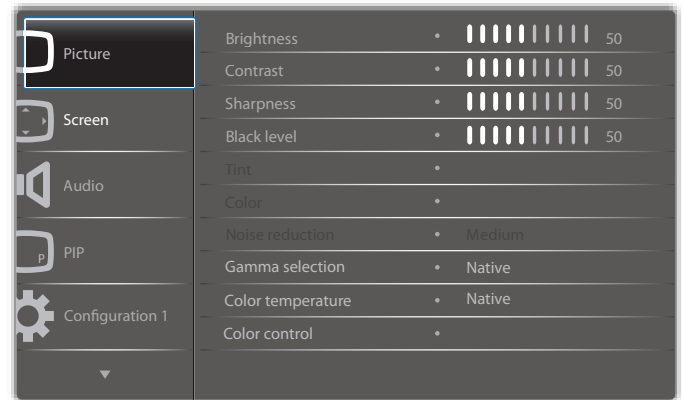 Picture
Screen
Audio
P
PIP
Configuration 1
Brightness • 50
Contrast • 50
Sharpness • 50
Black level • 50
Tint •
Color •
Noise reduction • Medium
Gamma selection • Native
Color temperature • Native
Color control •